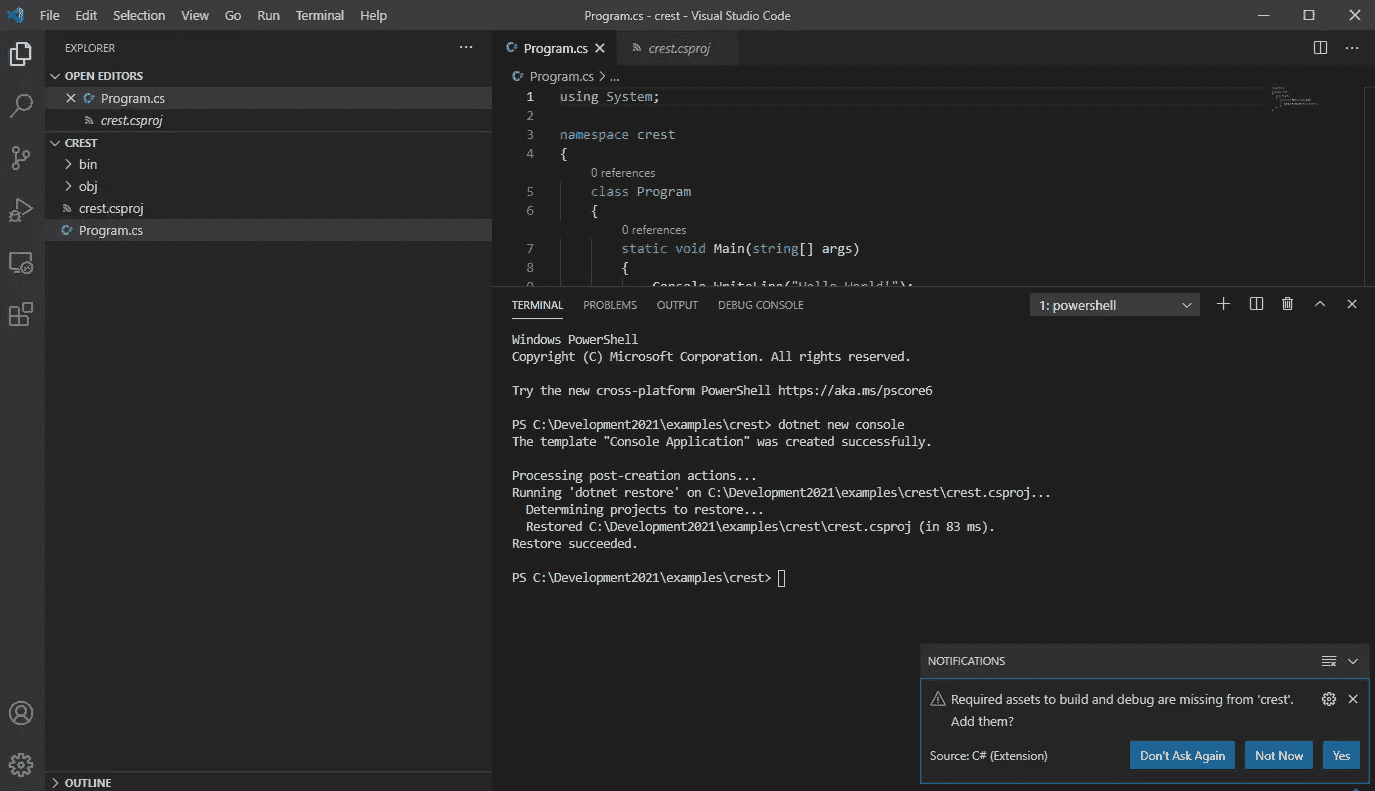 File Edit Selection View Go Run Terminal Help
Program.cs - crest - Visual Studio Code
EXPLORER
OPEN EDITORS
Program.cs
crest.csproj
CREST
bin
obj
crest.csproj
Program.cs
OUTLINE
Program.cs crest.csproj
Program.cs > ...
1 using System;
2
3 namespace crest
4 {
0 references
5 class Program
6 {
0 references
7 static void Main(string[] args)
8 {
9 Console.WriteLine("Hello World!");
TERMINAL PROBLEMS OUTPUT DEBUG CONSOLE 1: powershell
Windows PowerShell
Copyright (C) Microsoft Corporation. All rights reserved.
Try the new cross-platform PowerShell https://aka.ms/pscore6
PS C:\Development2021\examples\crest> dotnet new console
The template "Console Application" was created successfully.
Processing post-creation actions...
Running 'dotnet restore' on C:\Development2021\examples\crest\crest.csproj...
Determining projects to restore...
Restored C:\Development2021\examples\crest\crest.csproj (in 83 ms).
Restore succeeded.
PS C:\Development2021\examples\crest>
NOTIFICATIONS
Required assets to build and debug are missing from 'crest'.
Add them?
Source: C# (Extension) Don't Ask Again Not Now Yes